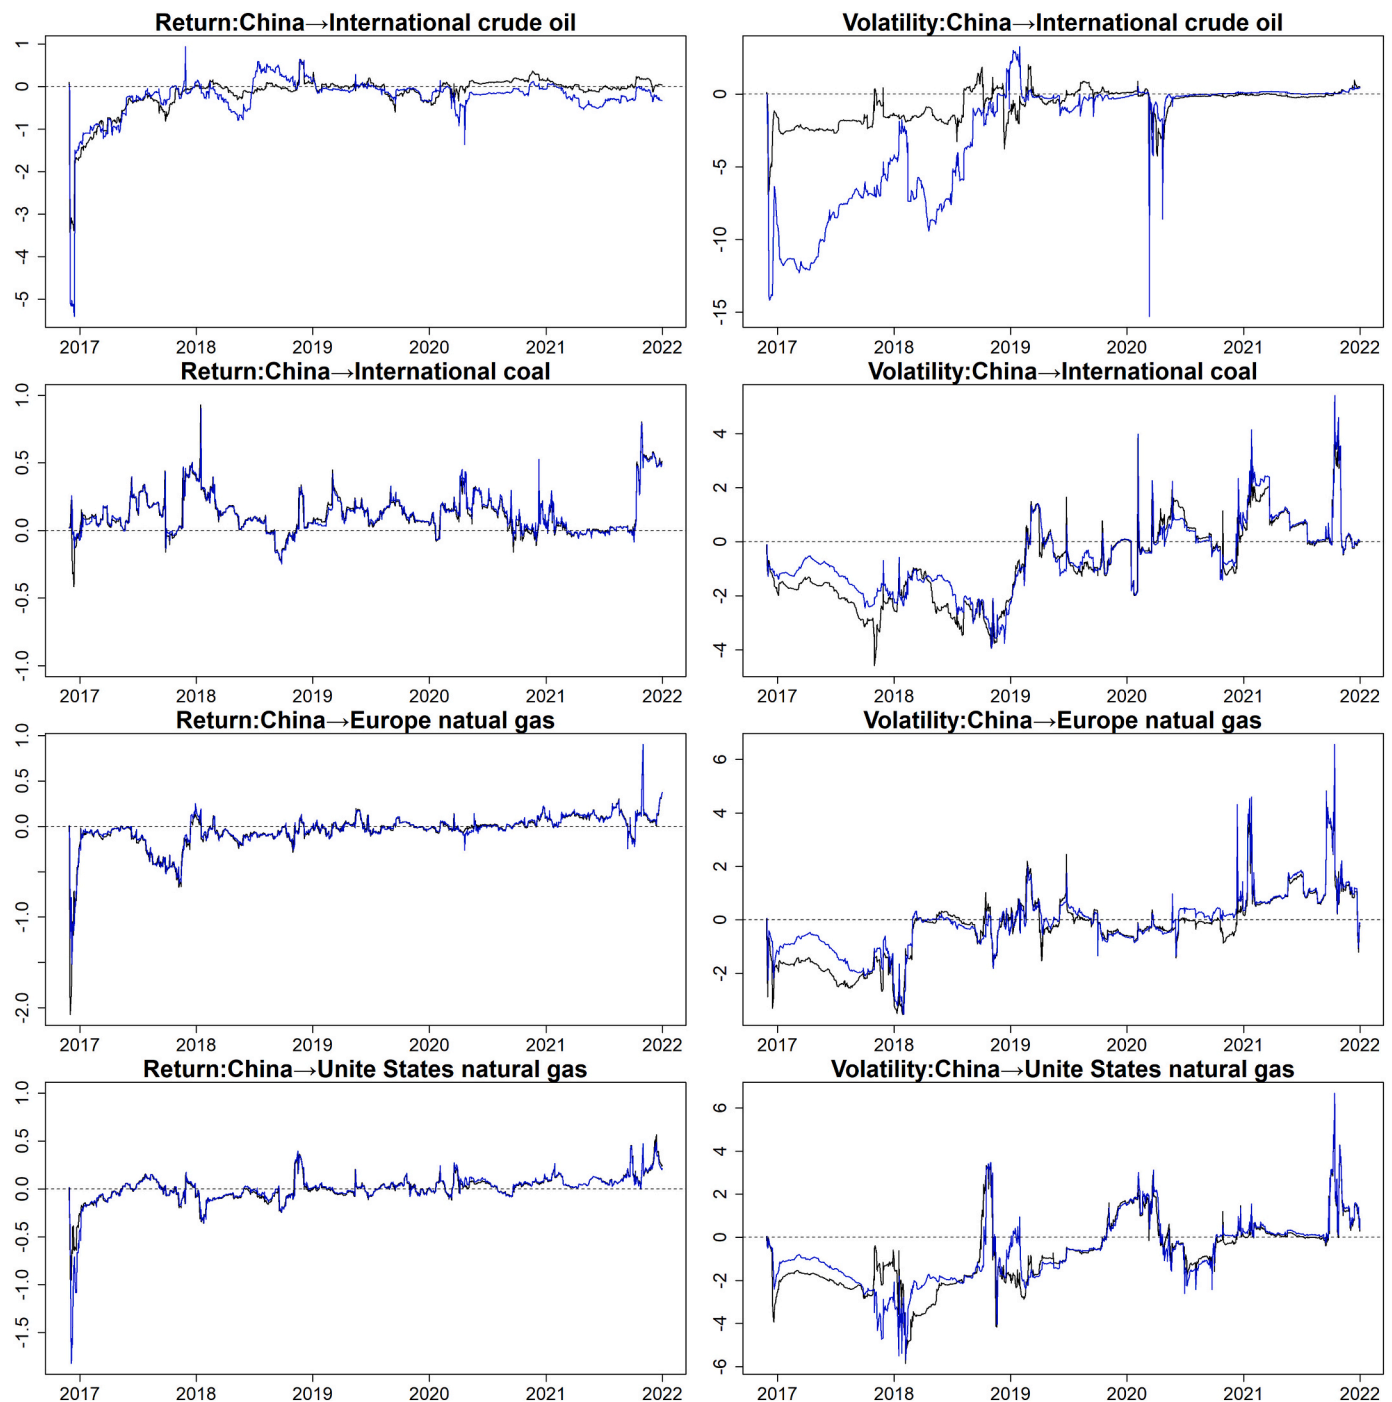 Return:China→International crude oil
1
0
-1
-2
-3
-4
-5
2017 2018 2019 2020 2021 2022
Volatility:China→International crude oil
0
-5
-10
-15
2017 2018 2019 2020 2021 2022
Return:China→International coal
1.0
0.5
0.0
-0.5
-1.0
2017 2018 2019 2020 2021 2022
Volatility:China→International coal
4
2
0
-2
-4
2017 2018 2019 2020 2021 2022
Return:China→Europe natual gas
1.0
0.5
0.0
-1.0
-2.0
2017 2018 2019 2020 2021 2022
Volatility:China→Europe natual gas
6
4
2
0
-2
2017 2018 2019 2020 2021 2022
Return:China→Unite States natural gas
1.0
0.5
0.0
-0.5
-1.0
-1.5
2017 2018 2019 2020 2021 2022
Volatility:China→Unite States natural gas
6
4
2
0
-2
-4
-6
2017 2018 2019 2020 2021 2022